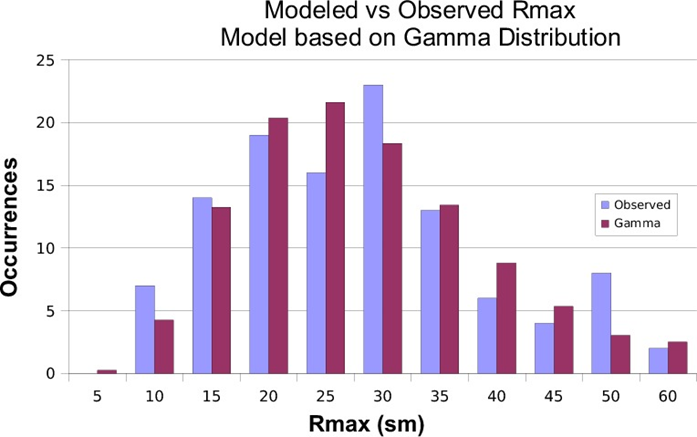 Modeled vs Observed Rmax
Model based on Gamma Distribution
25
20
15
10
5
0
Occurrences
Observed
Gamma
5 10 15 20 25 30 35 40 45 50 60
Rmax (sm)